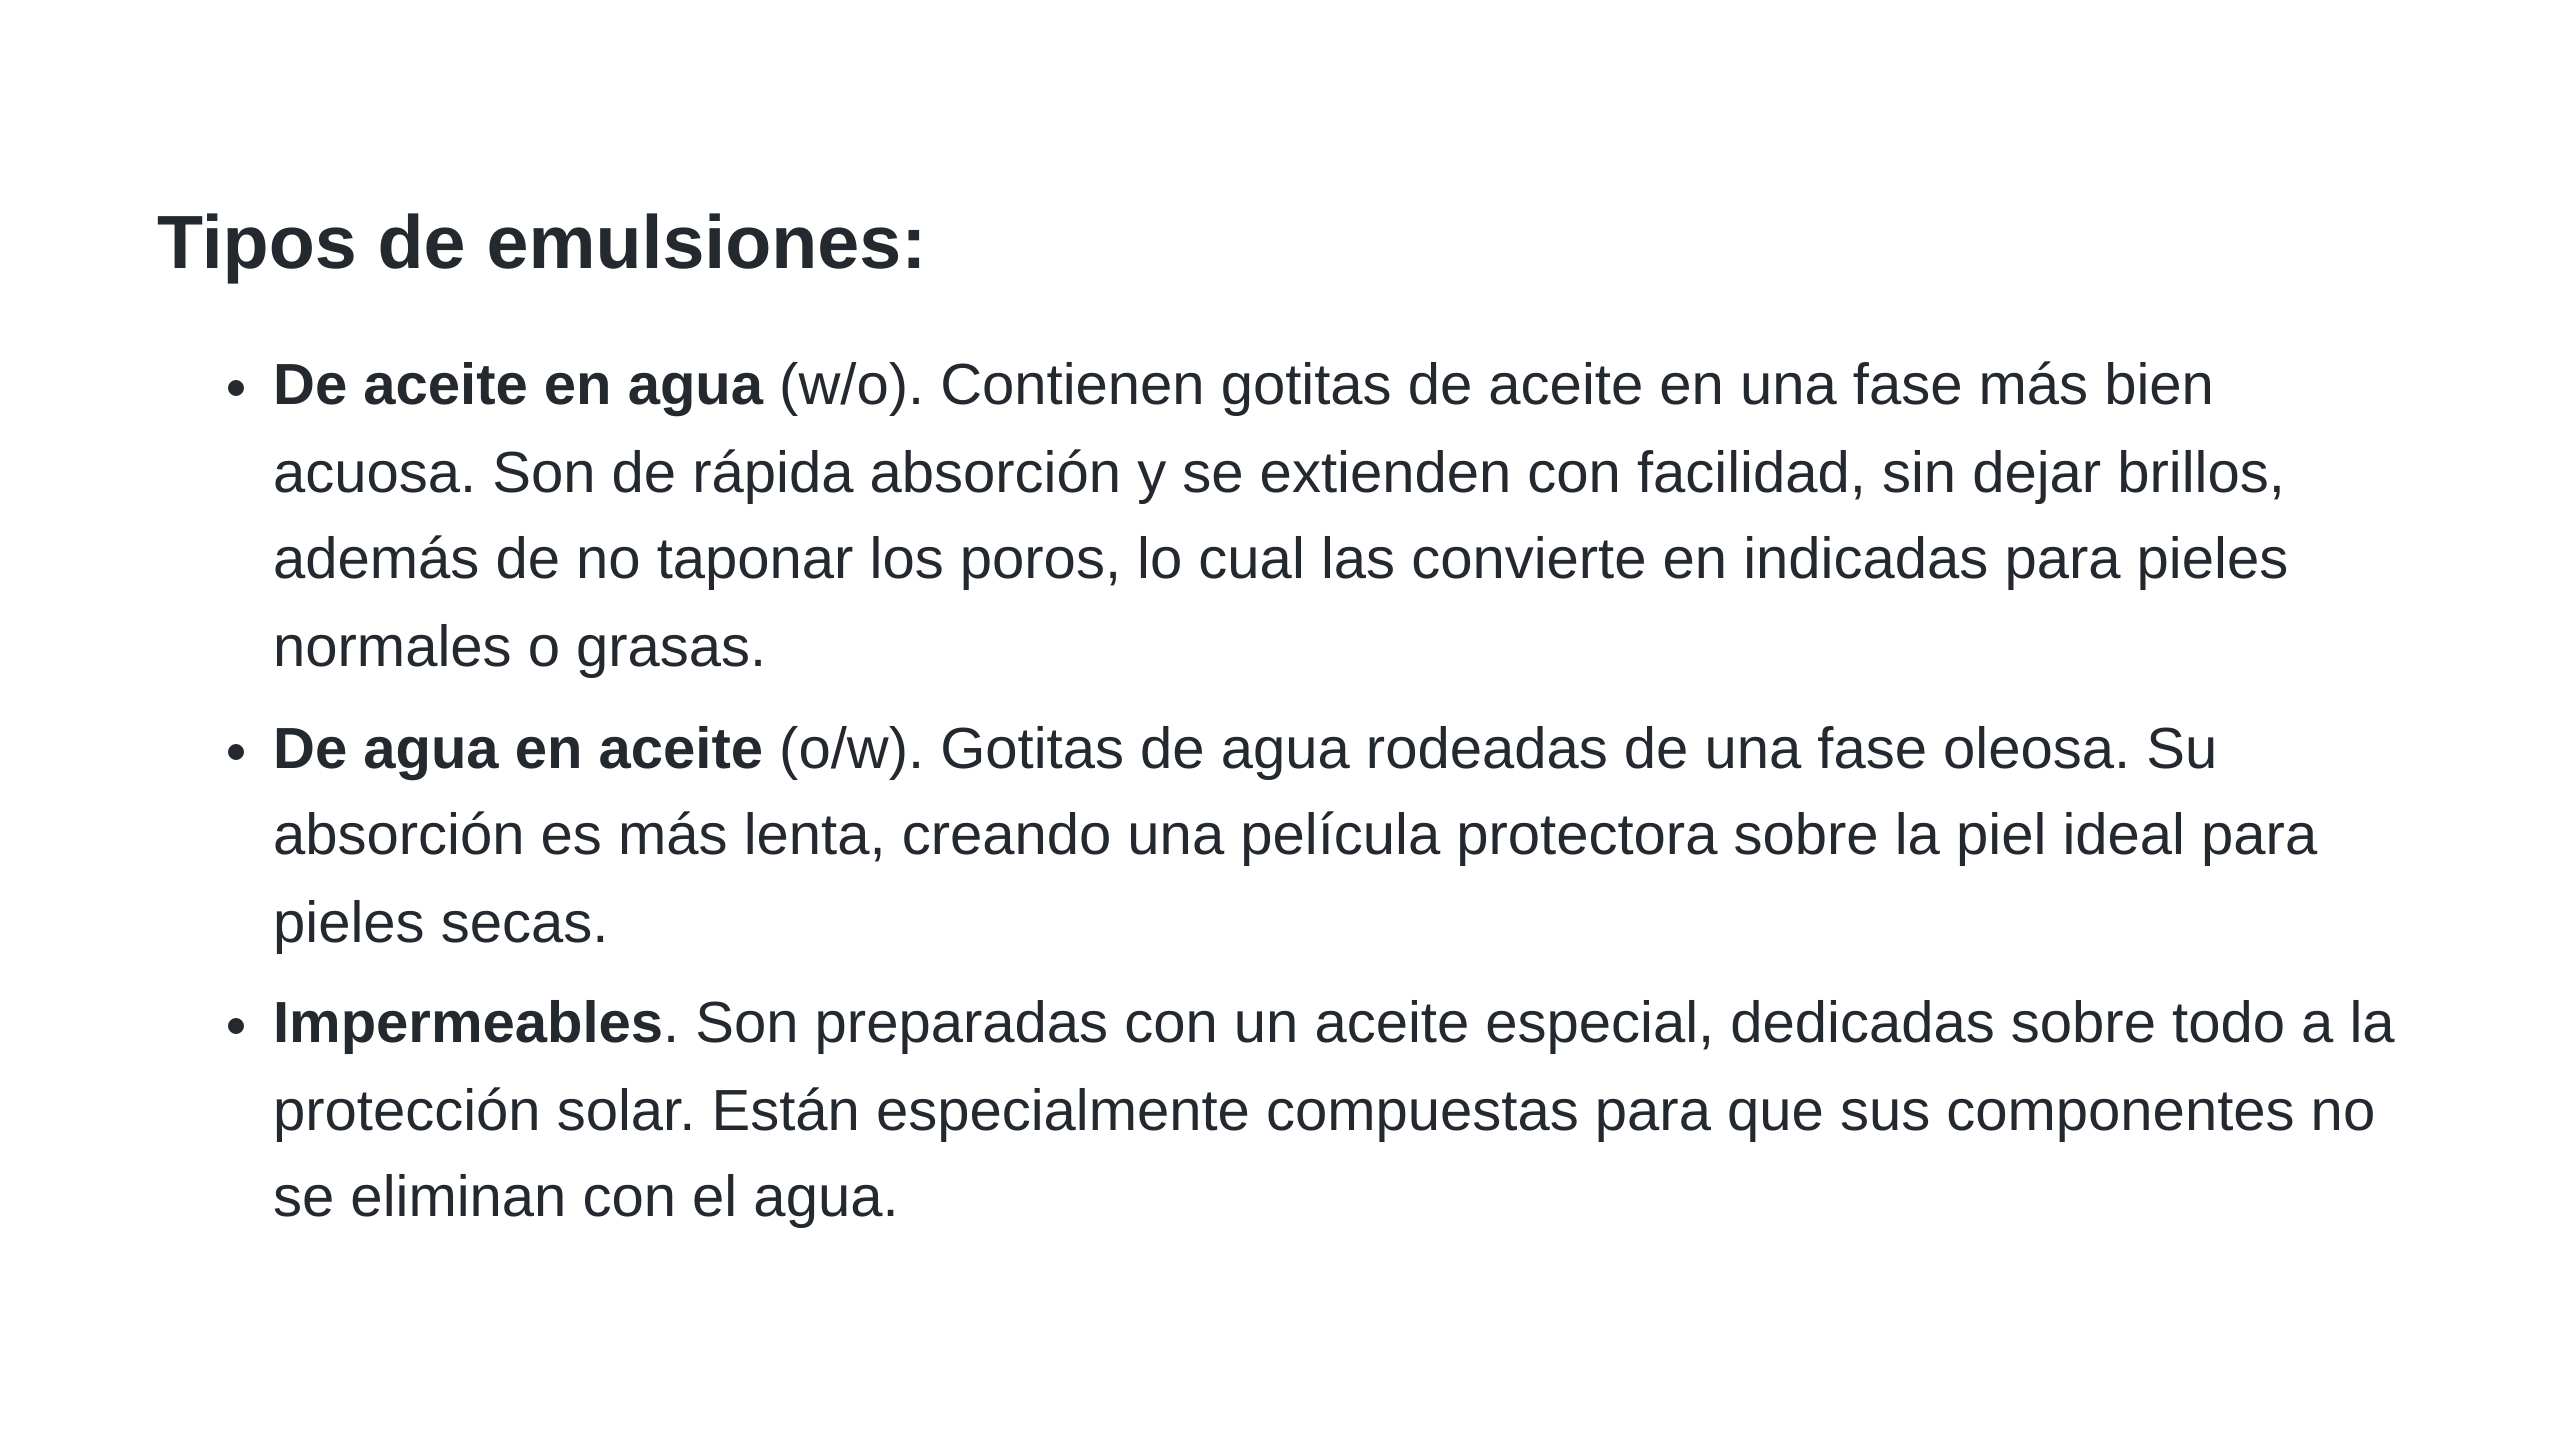 Tipos de emulsiones:
• De aceite en agua (w/o). Contienen gotitas de aceite en una fase más bien
acuosa. Son de rápida absorción y se extienden con facilidad, sin dejar brillos,
además de no taponar los poros, lo cual las convierte en indicadas para pieles
normales o grasas.
• De agua en aceite (o/w). Gotitas de agua rodeadas de una fase oleosa. Su
absorción es más lenta, creando una película protectora sobre la piel ideal para
pieles secas.
• Impermeables. Son preparadas con un aceite especial, dedicadas sobre todo a la
protección solar. Están especialmente compuestas para que sus componentes no
se eliminan con el agua.